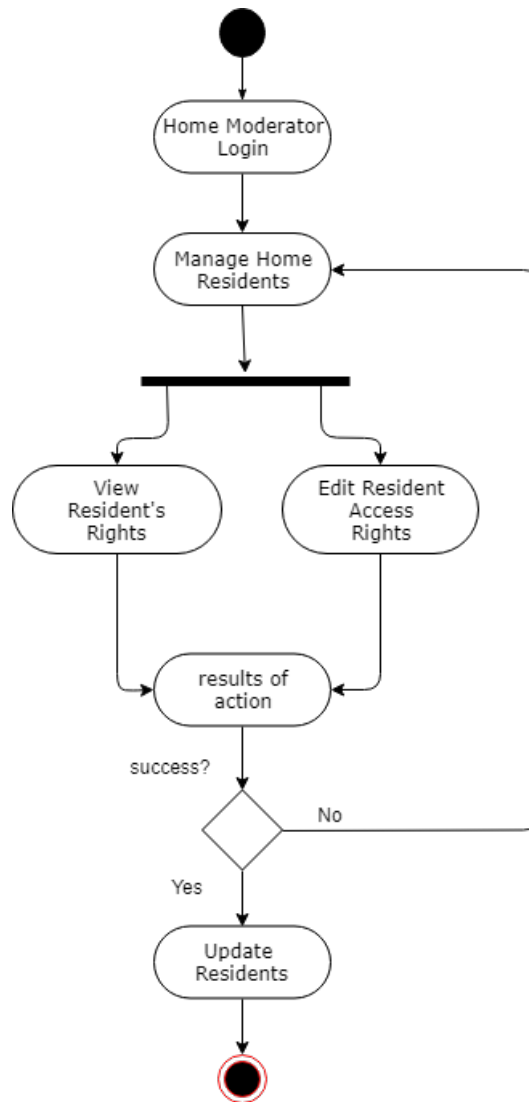 Home Moderator
Login
Manage Home
Residents
View
Resident's
Rights
Edit Resident
Access
Rights
results of
action
success?
No
Yes
Update
Residents